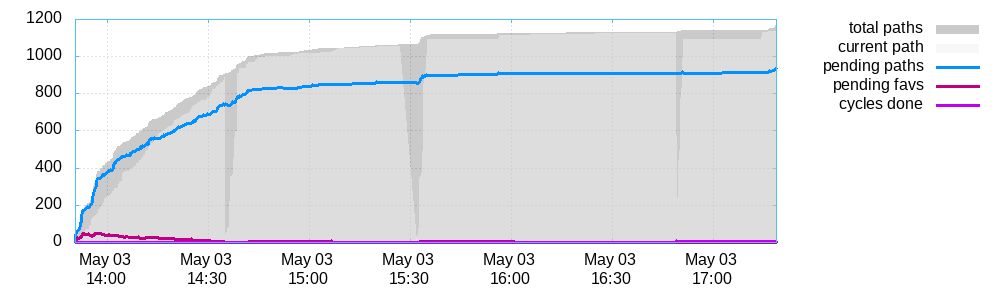 1200
1000
800
600
400
200
0
May 03 May 03 May 03 May 03 May 03 May 03 May 03
14:00 14:30 15:00 15:30 16:00 16:30 17:00
total paths
current path
pending paths
pending favs
cycles done